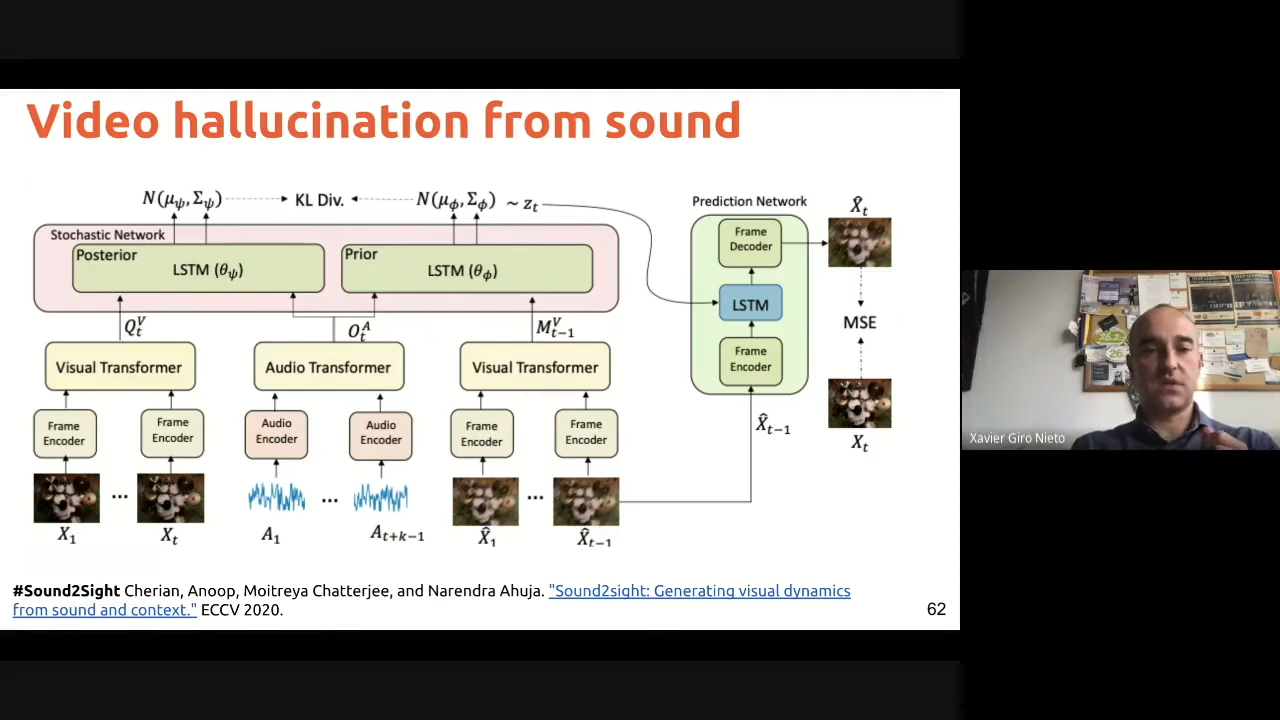 Video hallucination from sound
N(μψ, Σψ)
KL Div.
N(μϕ, Σϕ) ~ zt
Stochastic Network
Posterior
LSTM (θψ)
Prior
LSTM (θϕ)
QtV
OtA
Mt-1V
Visual Transformer
Audio Transformer
Visual Transformer
Frame
Encoder
Frame
Encoder
Audio
Encoder
Audio
Encoder
Frame
Encoder
Frame
Encoder
...
...
...
X1
Xt
A1
At+k−1
X̂1
X̂t−1
Prediction Network
Frame
Decoder
LSTM
Frame
Encoder
X̂t−1
X̂t
MSE
Xt
#Sound2Sight Cherian, Anoop, Moitreya Chatterjee, and Narendra Ahuja. "Sound2sight: Generating visual dynamics
from sound and context." ECCV 2020.
62
Xavier Giro Nieto